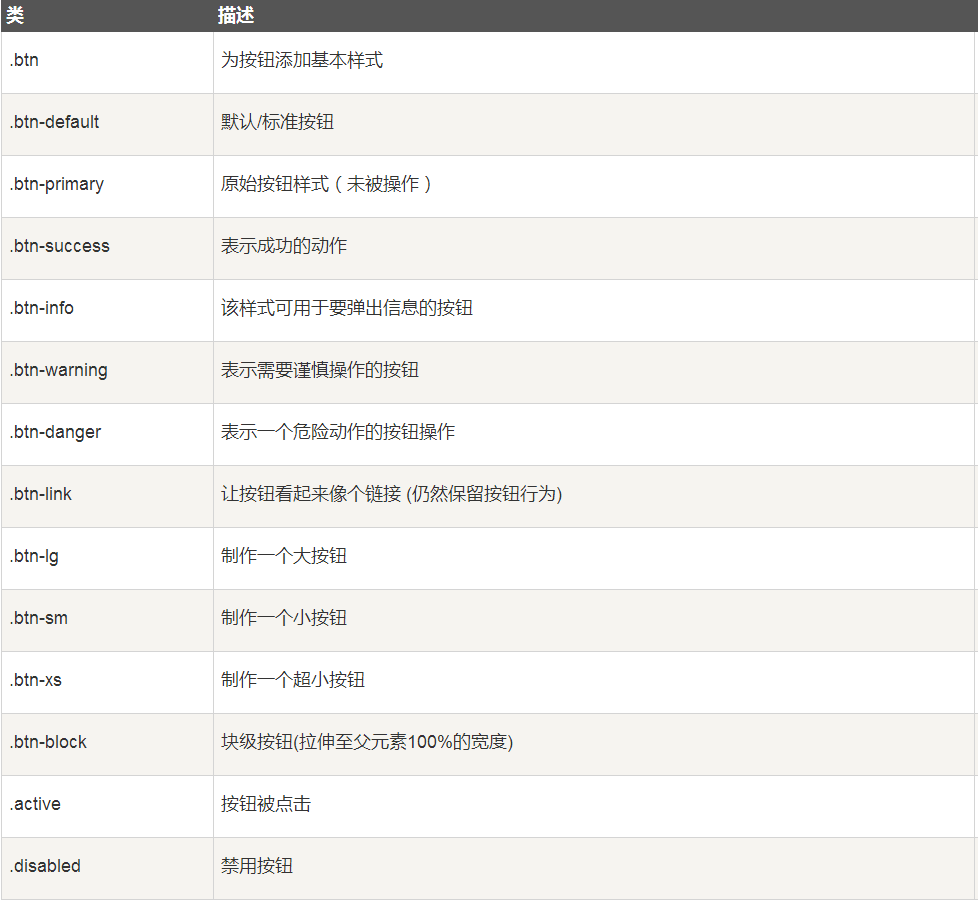 类 描述
.btn 为按钮添加基本样式
.btn-default 默认/标准按钮
.btn-primary 原始按钮样式（未被操作）
.btn-success 表示成功的动作
.btn-info 该样式可用于要弹出信息的按钮
.btn-warning 表示需要谨慎操作的按钮
.btn-danger 表示一个危险动作的按钮操作
.btn-link 让按钮看起来像个链接 (仍然保留按钮行为)
.btn-lg 制作一个大按钮
.btn-sm 制作一个小按钮
.btn-xs 制作一个超小按钮
.btn-block 块级按钮(拉伸至父元素100%的宽度)
.active 按钮被点击
.disabled 禁用按钮